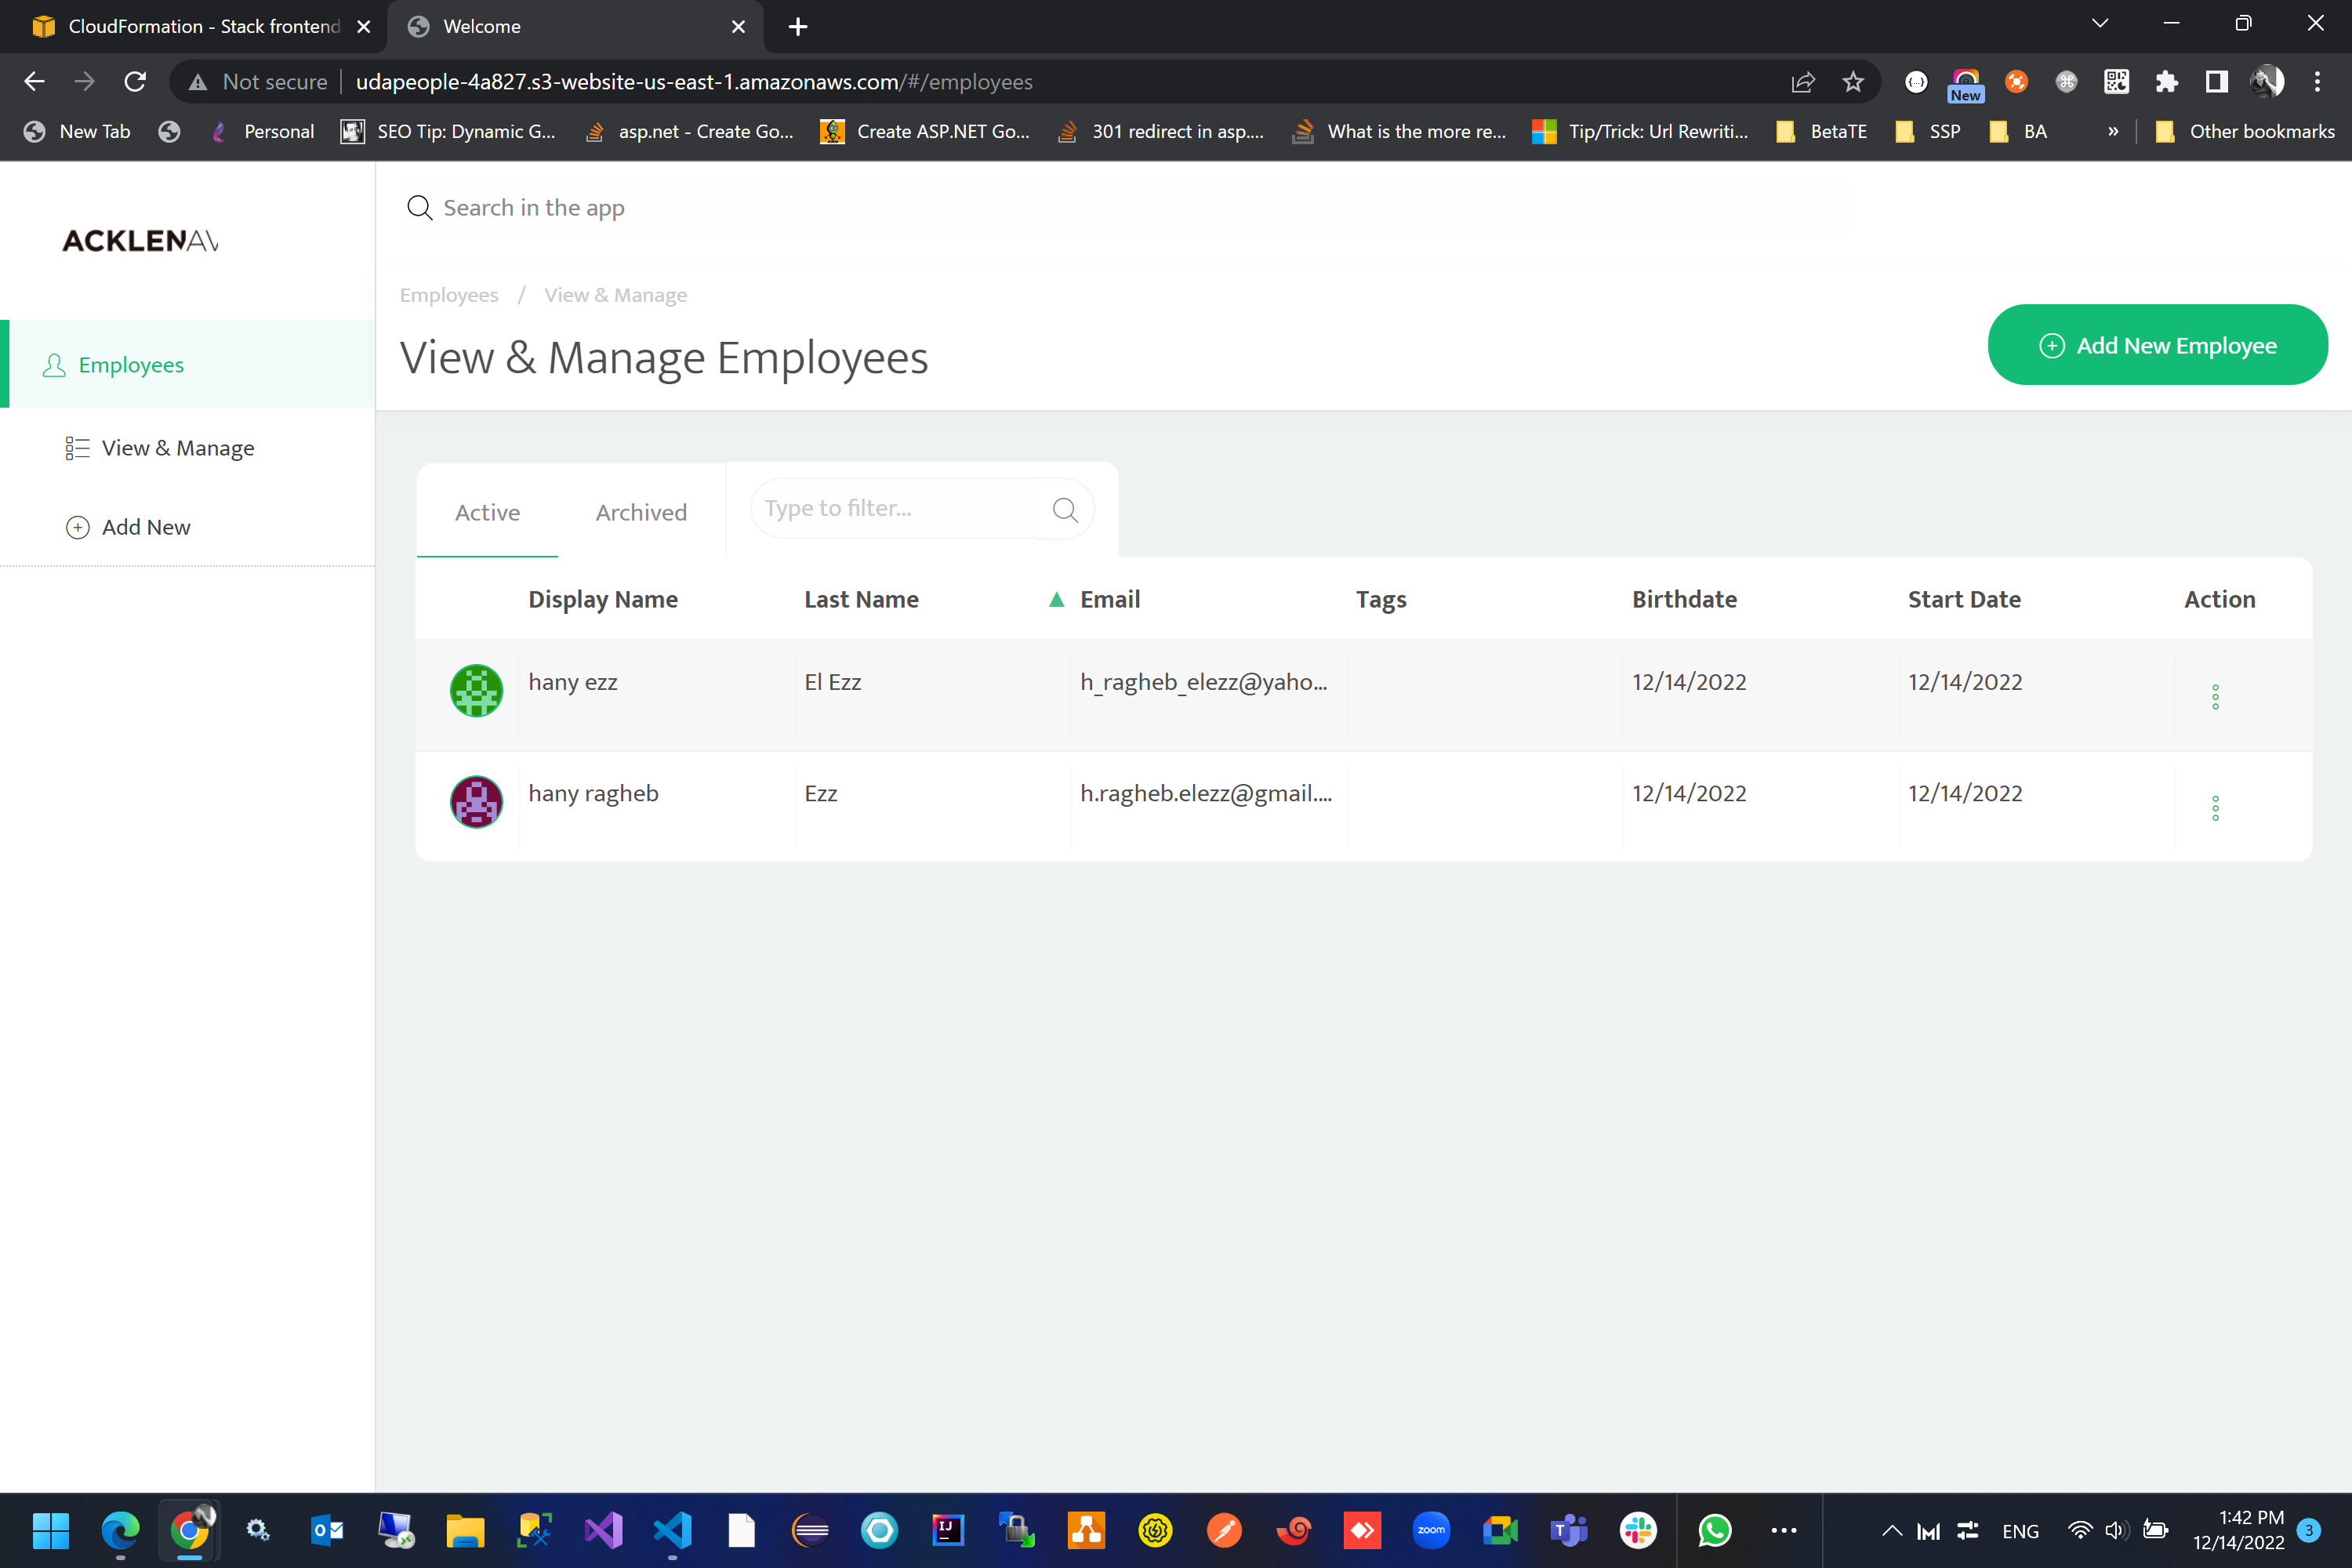 CloudFormation - Stack frontend
Welcome
Not secure
udapeople-4a827.s3-website-us-east-1.amazonaws.com/#/employees
New
New Tab
Personal
SEO Tip: Dynamic G...
asp.net - Create Go...
Create ASP.NET Go...
301 redirect in asp....
What is the more re...
Tip/Trick: Url Rewriti...
BetaTE
SSP
BA
»
Other bookmarks
ACKLENAV
Search in the app
Employees / View & Manage
View & Manage Employees
Add New Employee
Employees
View & Manage
Add New
Active
Archived
Type to filter...
Display Name Last Name Email Tags Birthdate Start Date Action
hany ezz El Ezz h_ragheb_elezz@yaho... 12/14/2022 12/14/2022
hany ragheb Ezz h.ragheb.elezz@gmail.... 12/14/2022 12/14/2022
zoom
ENG
1:42 PM
12/14/2022
3